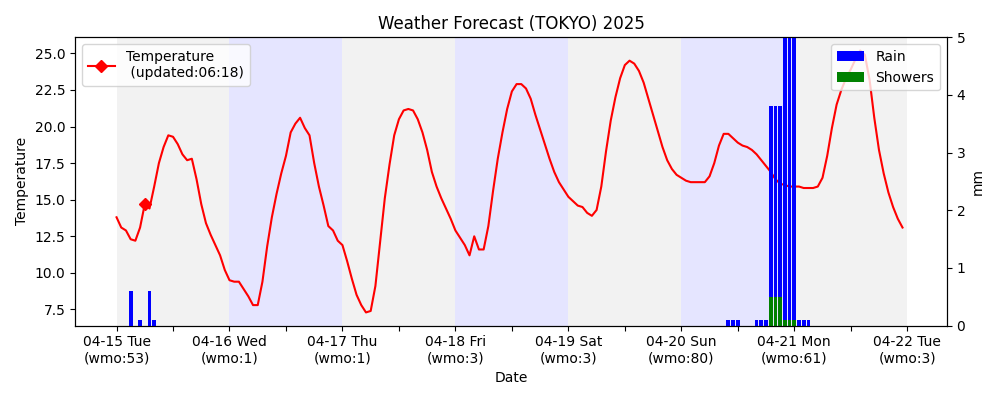 Weather Forecast (TOKYO) 2025
Temperature
(updated:06:18)
Rain
Showers
25.0
22.5
20.0
17.5
15.0
12.5
10.0
7.5
Temperature
5
4
3
2
1
0
mm
04-15 Tue
(wmo:53)
04-16 Wed
(wmo:1)
04-17 Thu
(wmo:1)
04-18 Fri
(wmo:3)
04-19 Sat
(wmo:3)
04-20 Sun
(wmo:80)
04-21 Mon
(wmo:61)
04-22 Tue
(wmo:3)
Date